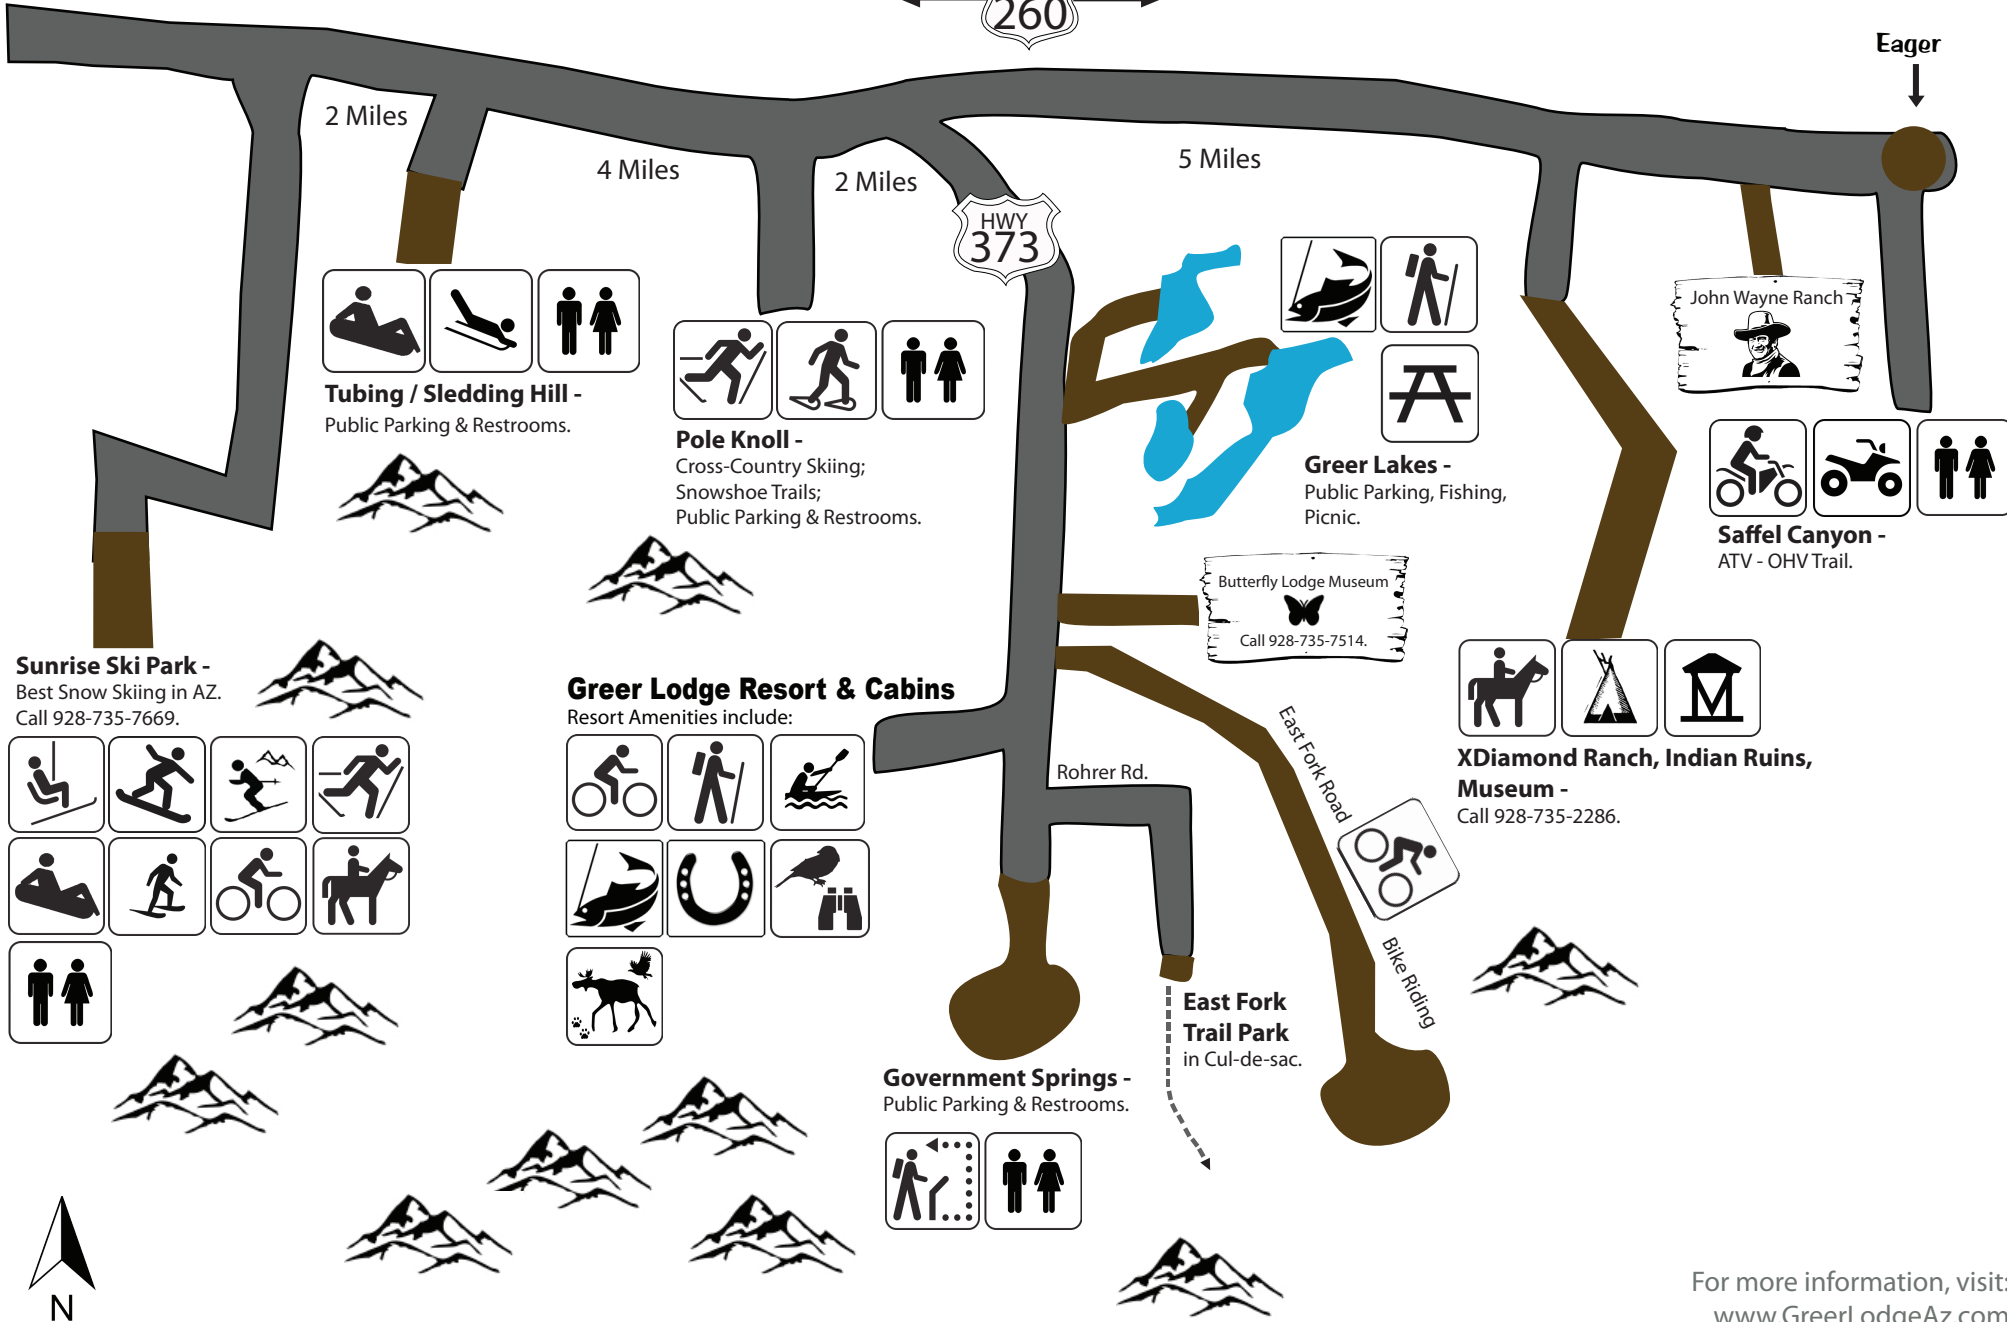 260
Eager
2 Miles
4 Miles
2 Miles
5 Miles
HWY
373
John Wayne Ranch
Tubing / Sledding Hill -
Public Parking & Restrooms.
Pole Knoll -
Cross-Country Skiing;
Snowshoe Trails;
Public Parking & Restrooms.
Greer Lakes -
Public Parking, Fishing,
Picnic.
Saffel Canyon -
ATV - OHV Trail.
Butterfly Lodge Museum
Call 928-735-7514.
Sunrise Ski Park -
Best Snow Skiing in AZ.
Call 928-735-7669.
Greer Lodge Resort & Cabins
Resort Amenities include:
Rohrer Rd.
East Fork Road
Bike Riding
XDiamond Ranch, Indian Ruins,
Museum -
Call 928-735-2286.
East Fork
Trail Park
in Cul-de-sac.
Government Springs -
Public Parking & Restrooms.
N
For more information, visit:
www.GreerLodgeAz.com